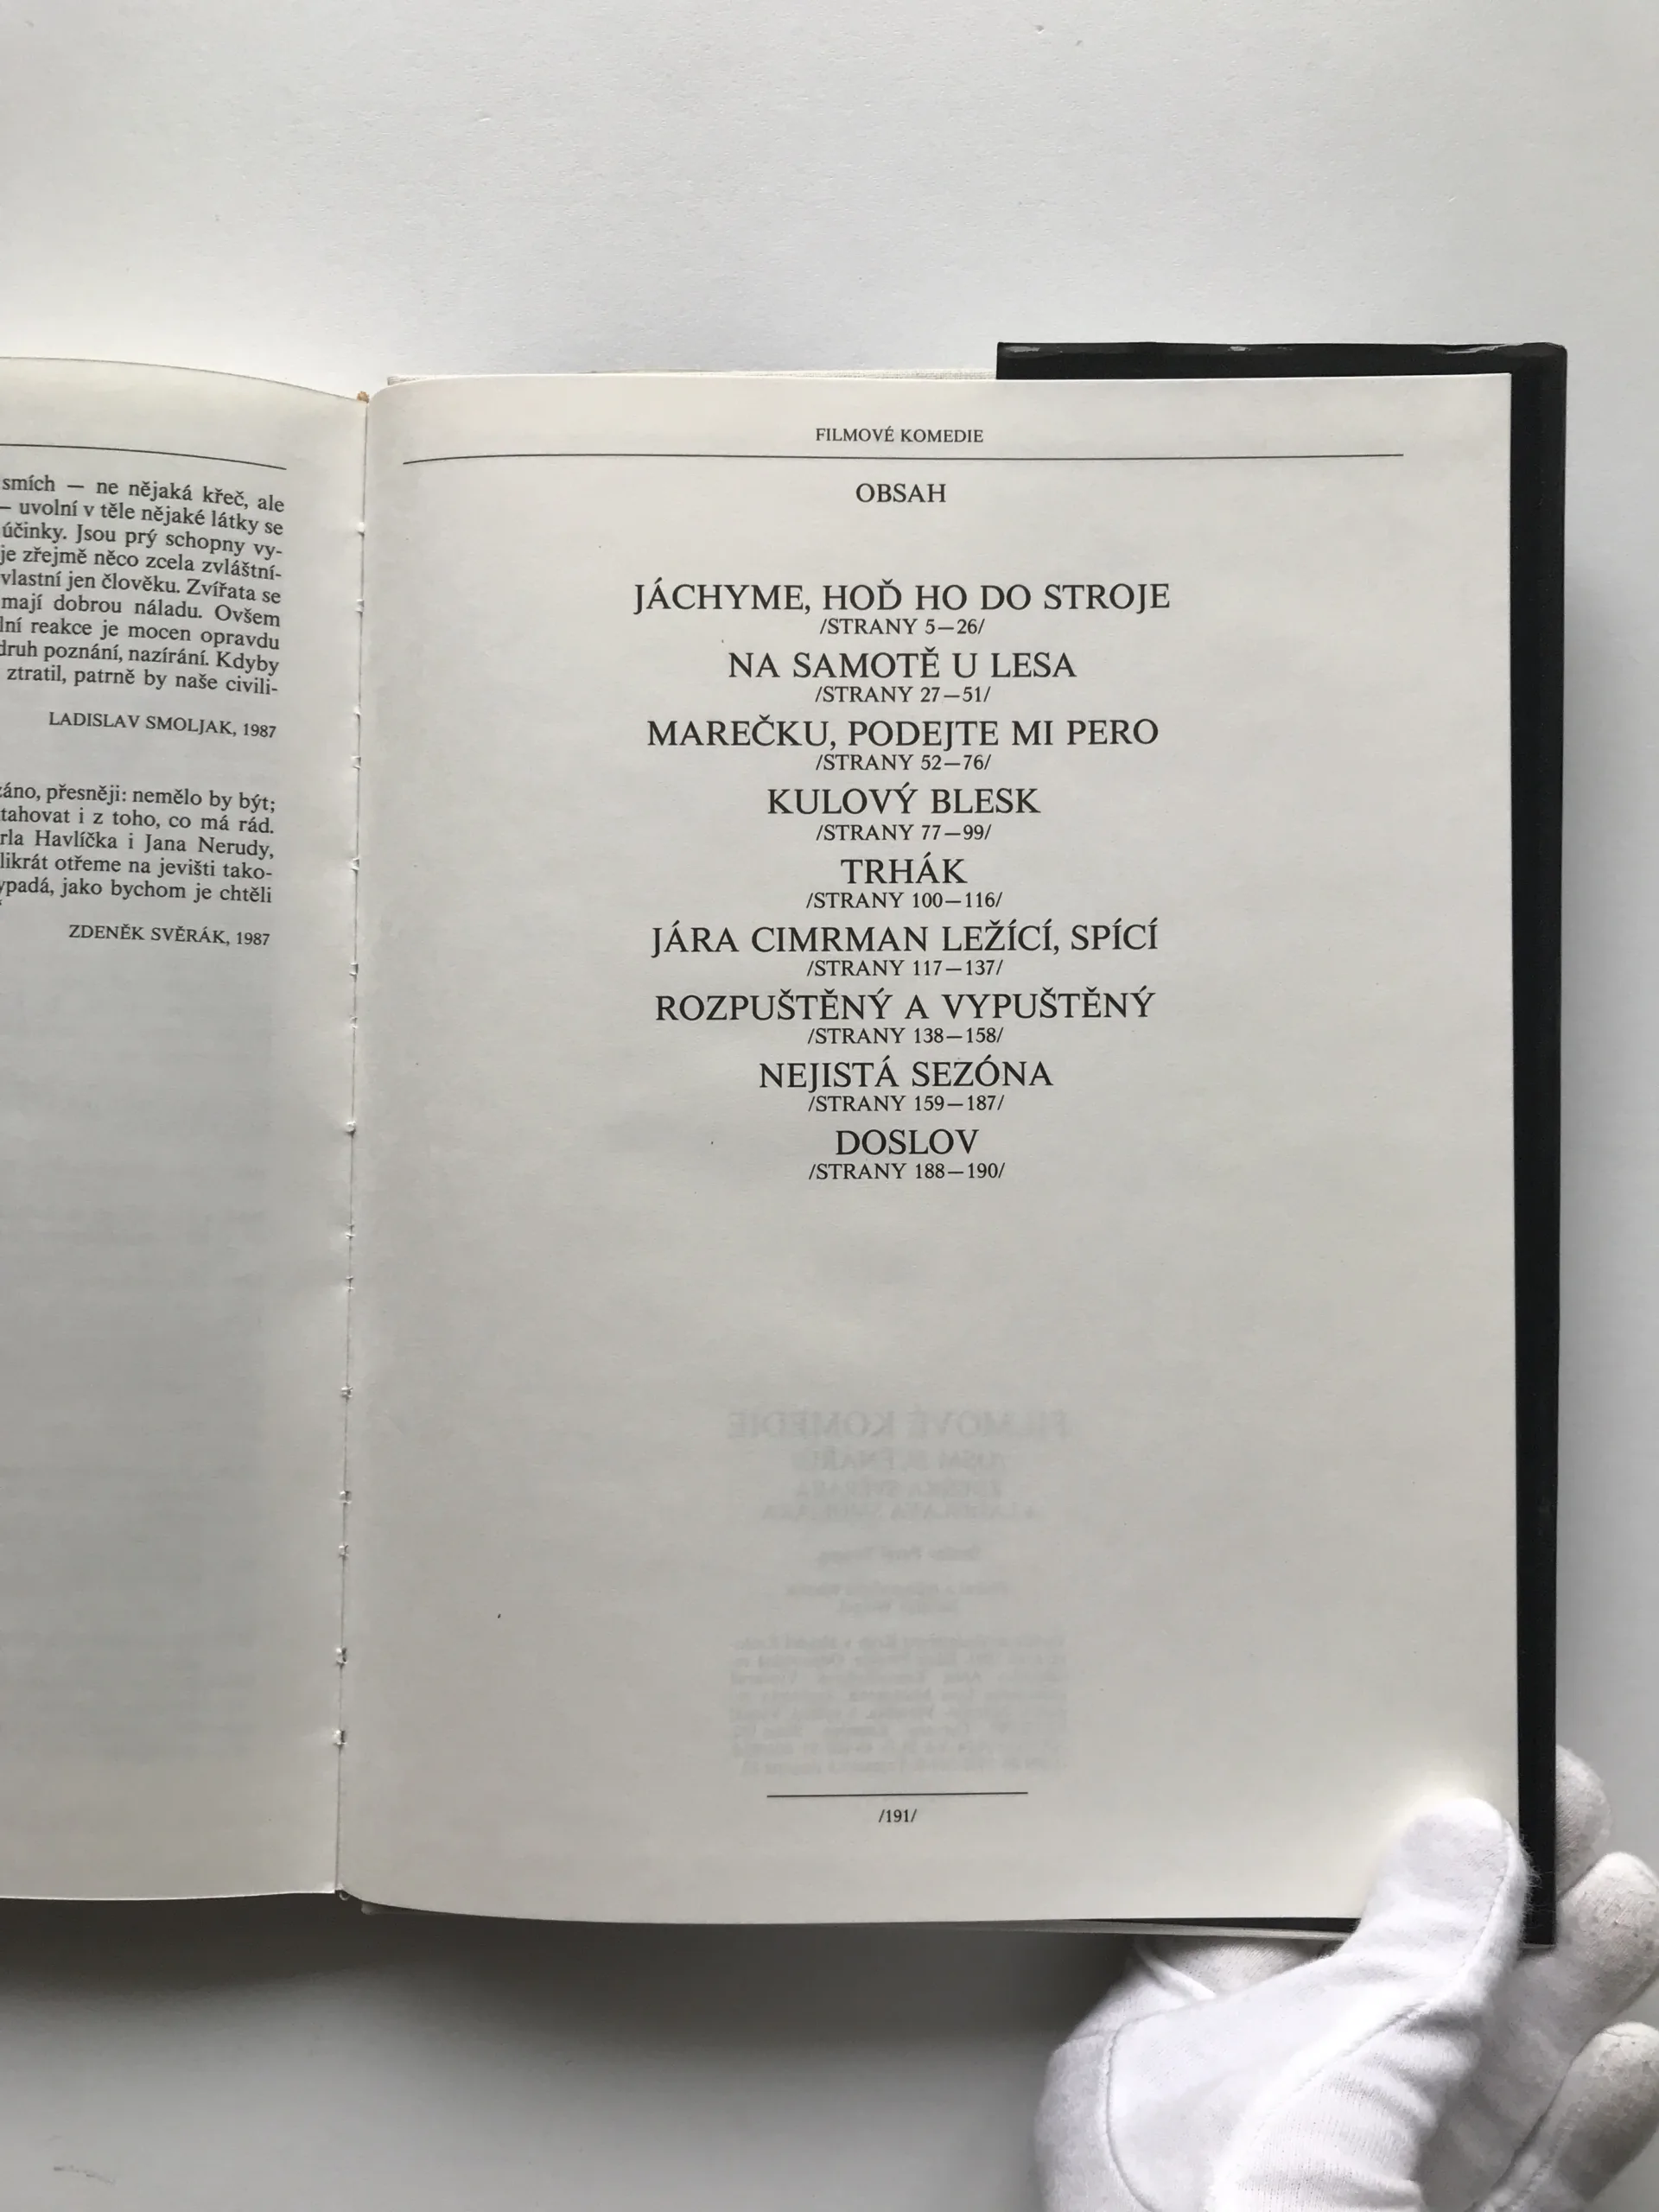 smích — ne nějaká křeč, ale
— uvolní v těle nějaké látky se
účinky. Jsou prý schopny vy-
je zřejmě něco zcela zvláštní-
vlastní jen člověku. Zvířata se
mají dobrou náladu. Ovšem
lní reakce je mocen opravdu
druh poznání, nazírání. Kdyby
ztratil, patrně by naše civili-
LADISLAV SMOLJAK, 1987
áno, přesněji: nemělo by být;
tahovat i z toho, co má rád.
rla Havlíčka i Jana Nerudy,
likrát otřeme na jevišti tako-
ypadá, jako bychom je chtěli
ZDENĚK SVĚRÁK, 1987
FILMOVÉ KOMEDIE
OBSAH
JÁCHYME, HOĎ HO DO STROJE
/STRANY 5—26/
NA SAMOTĚ U LESA
/STRANY 27—51/
MAREČKU, PODEJTE MI PERO
/STRANY 52—76/
KULOVÝ BLESK
/STRANY 77—99/
TRHÁK
/STRANY 100—116/
JÁRA CIMRMAN LEŽÍCÍ, SPÍCÍ
/STRANY 117—137/
ROZPUŠTĚNÝ A VYPUŠTĚNÝ
/STRANY 138—158/
NEJISTÁ SEZÓNA
/STRANY 159—187/
DOSLOV
/STRANY 188—190/
/191/